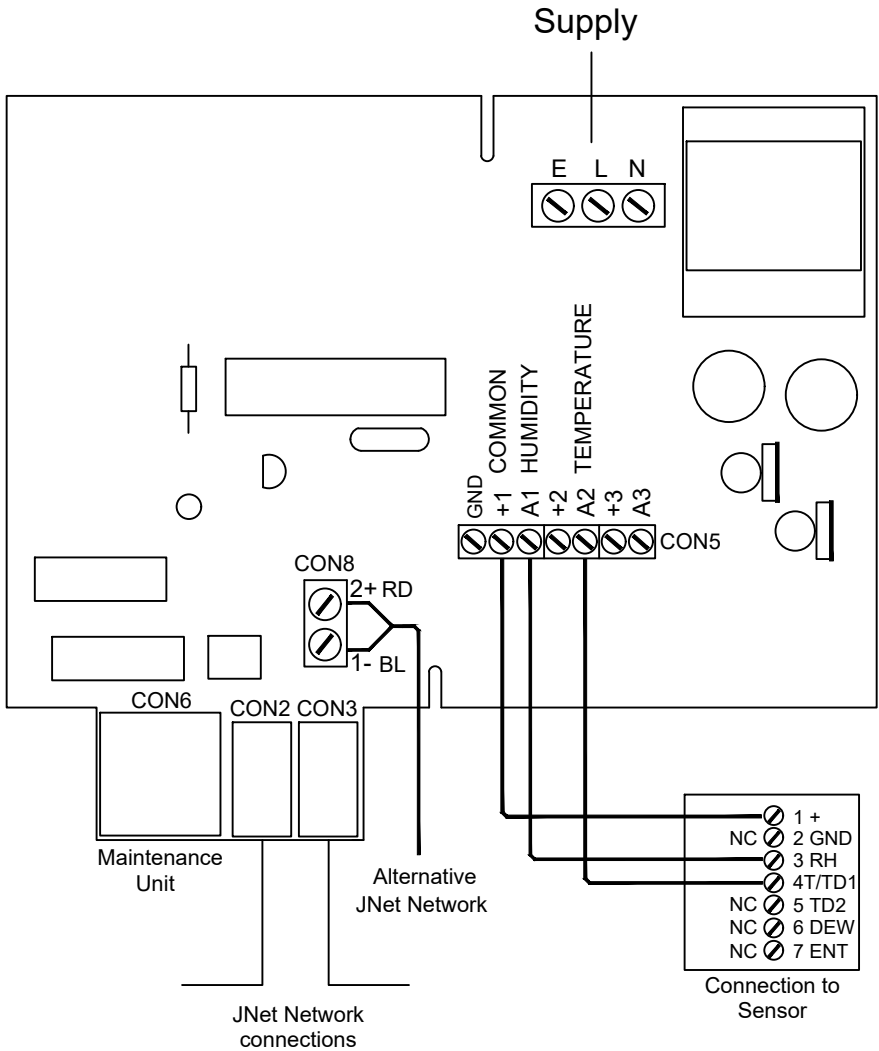 Supply
E L N
COMMON
HUMIDITY
TEMPERATURE
GND +1 A1 +2 A2 +3 A3
CON5
CON8
2+ RD
1- BL
CON6 CON2 CON3
Maintenance
Unit
Alternative
JNet Network
JNet Network
connections
1 +
NC 2 GND
3 RH
4T/TD1
NC 5 TD2
NC 6 DEW
NC 7 ENT
Connection to
Sensor